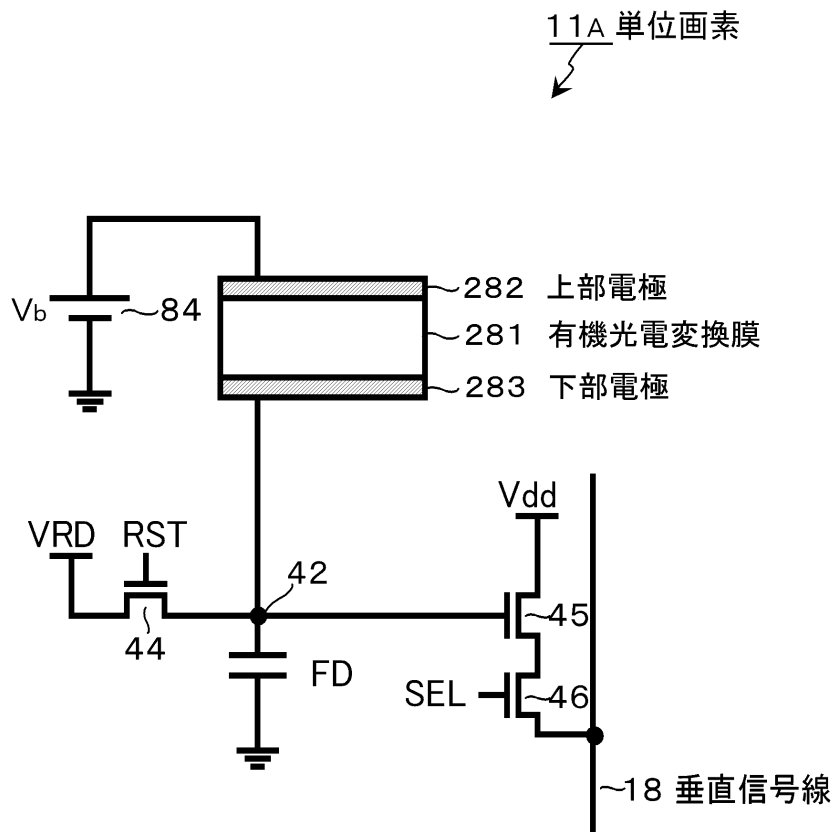 11A 単位画素
Vb
84
282 上部電極
281 有機光電変換膜
283 下部電極
Vdd
VRD
RST
42
45
44
FD
SEL
46
18 垂直信号線